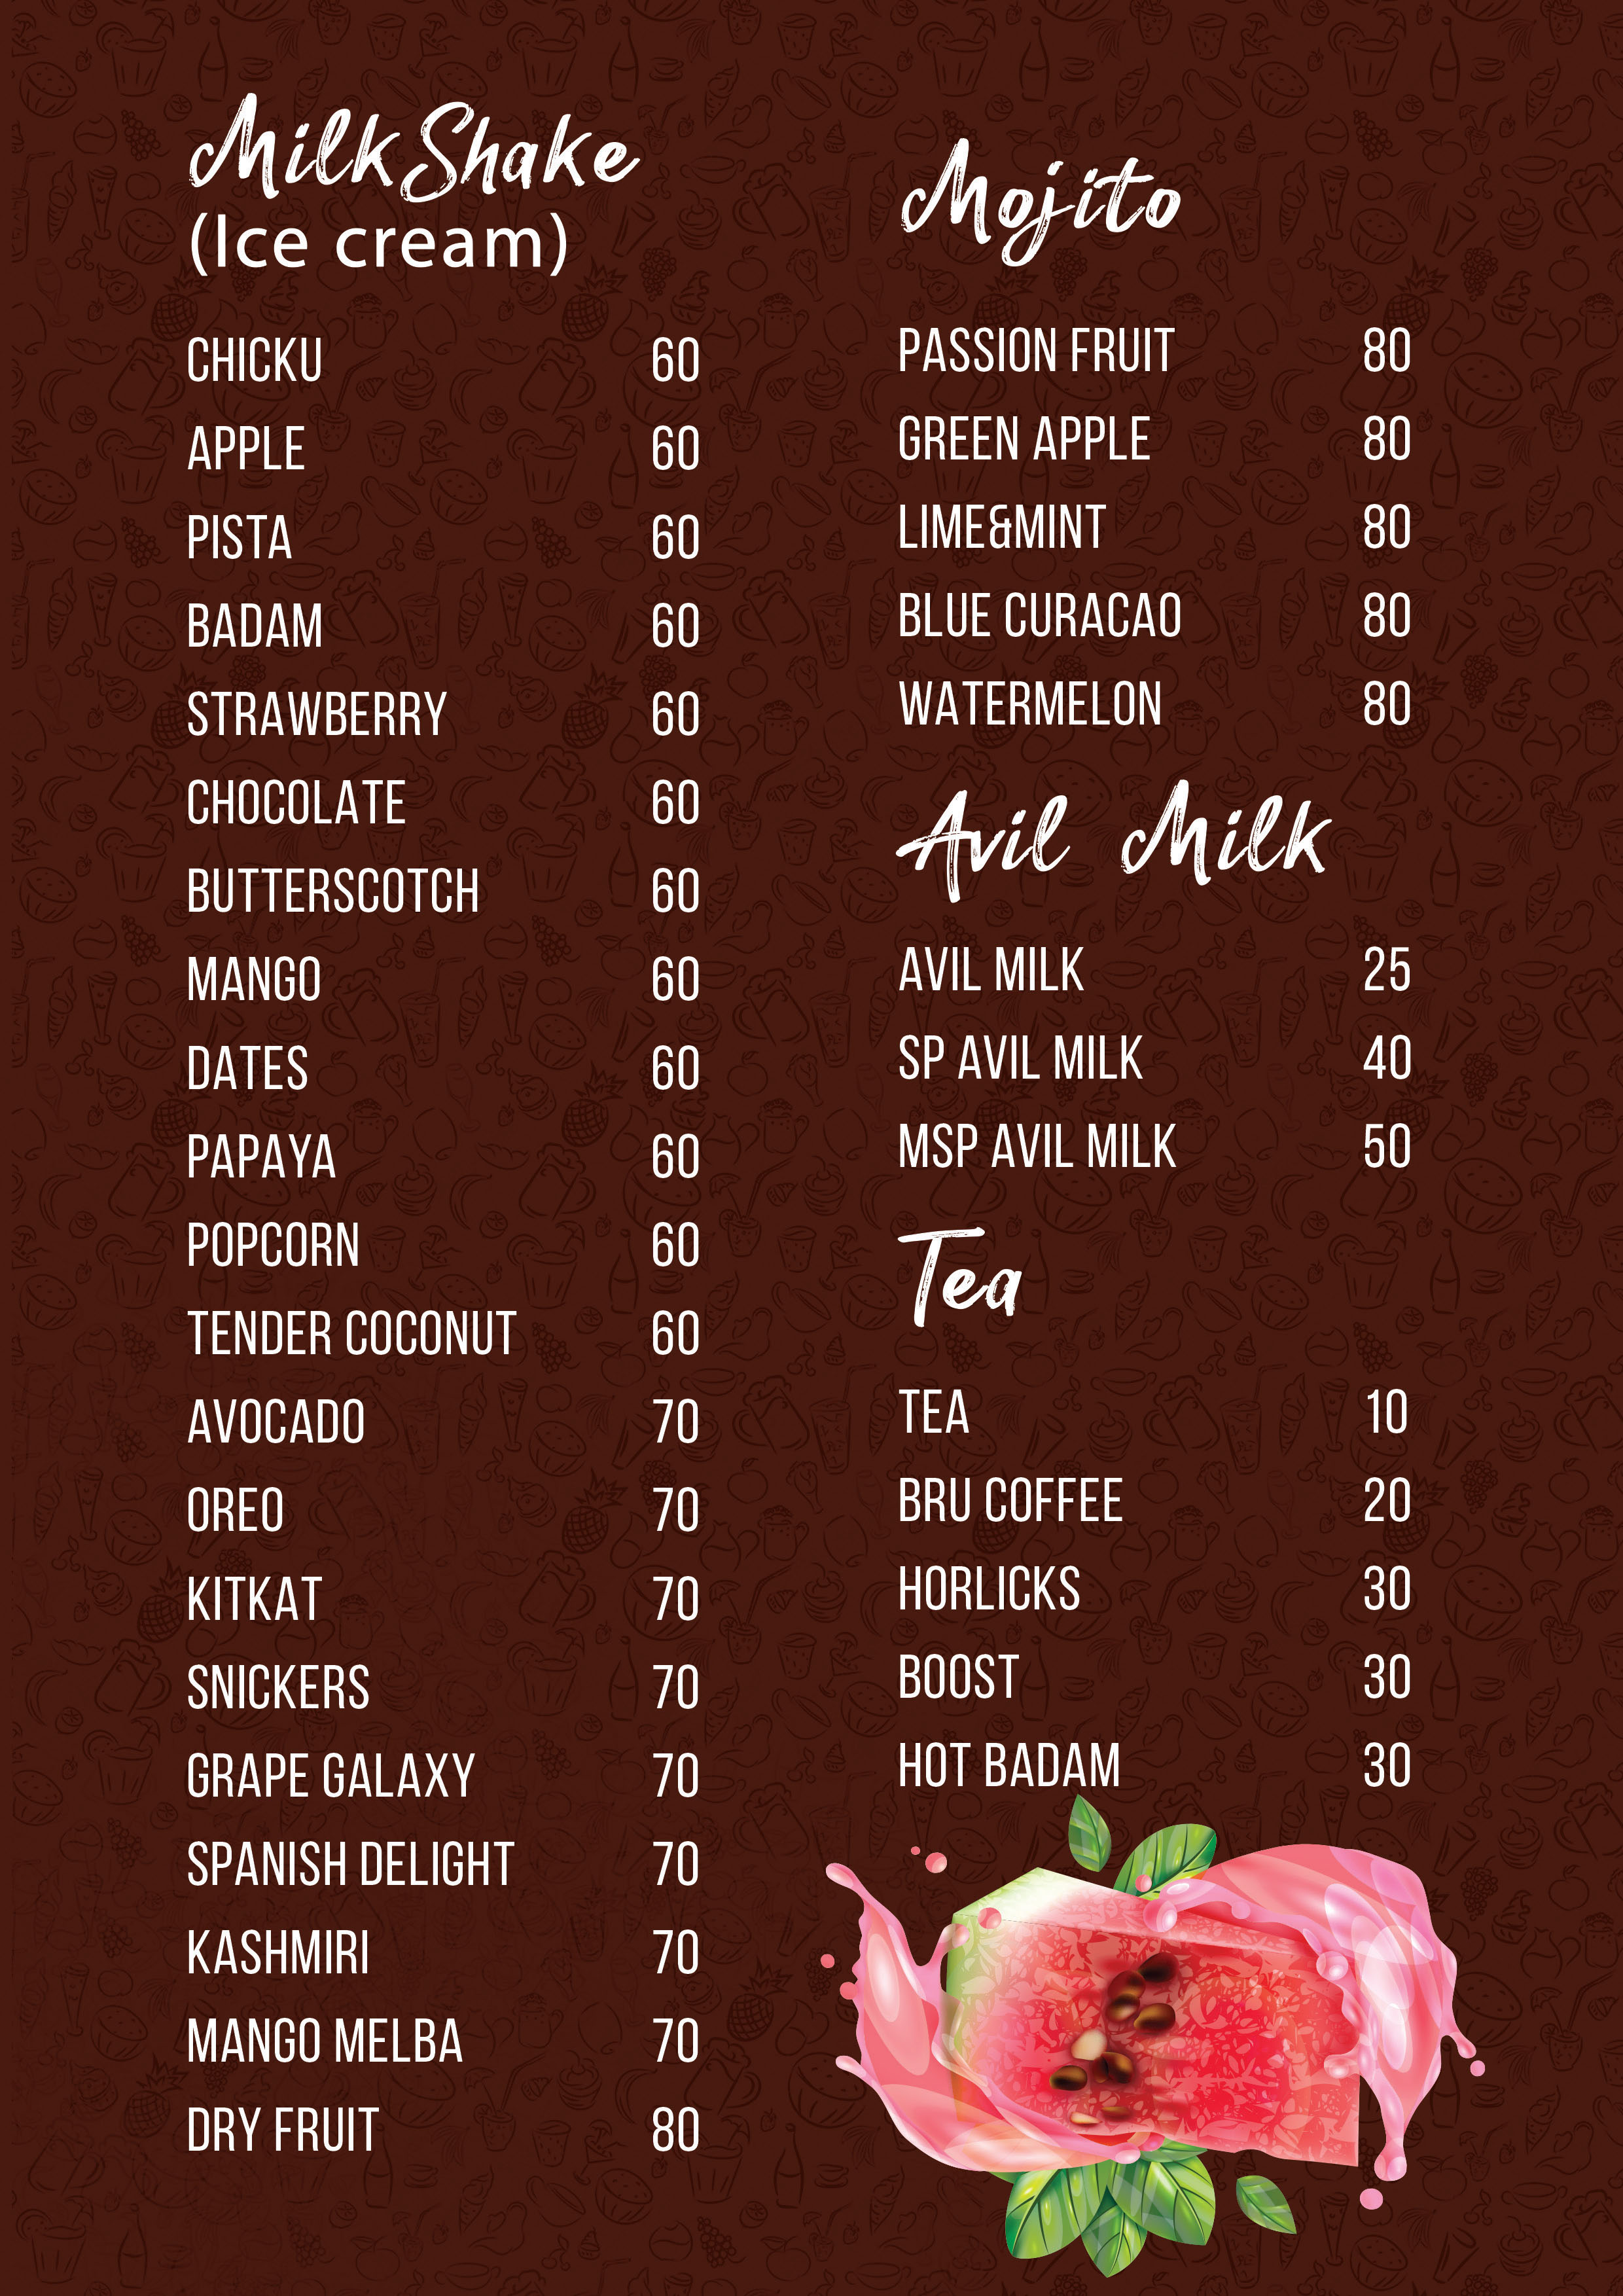 MilkShake
(Ice cream)
CHICKU 60
APPLE 60
PISTA 60
BADAM 60
STRAWBERRY 60
CHOCOLATE 60
BUTTERSCOTCH 60
MANGO 60
DATES 60
PAPAYA 60
POPCORN 60
TENDER COCONUT 60
AVOCADO 70
OREO 70
KITKAT 70
SNICKERS 70
GRAPE GALAXY 70
SPANISH DELIGHT 70
KASHMIRI 70
MANGO MELBA 70
DRY FRUIT 80
Mojito
PASSION FRUIT 80
GREEN APPLE 80
LIME&MINT 80
BLUE CURACAO 80
WATERMELON 80
Avil Milk
AVIL MILK 25
SP AVIL MILK 40
MSP AVIL MILK 50
Tea
TEA 10
BRU COFFEE 20
HORLICKS 30
BOOST 30
HOT BADAM 30